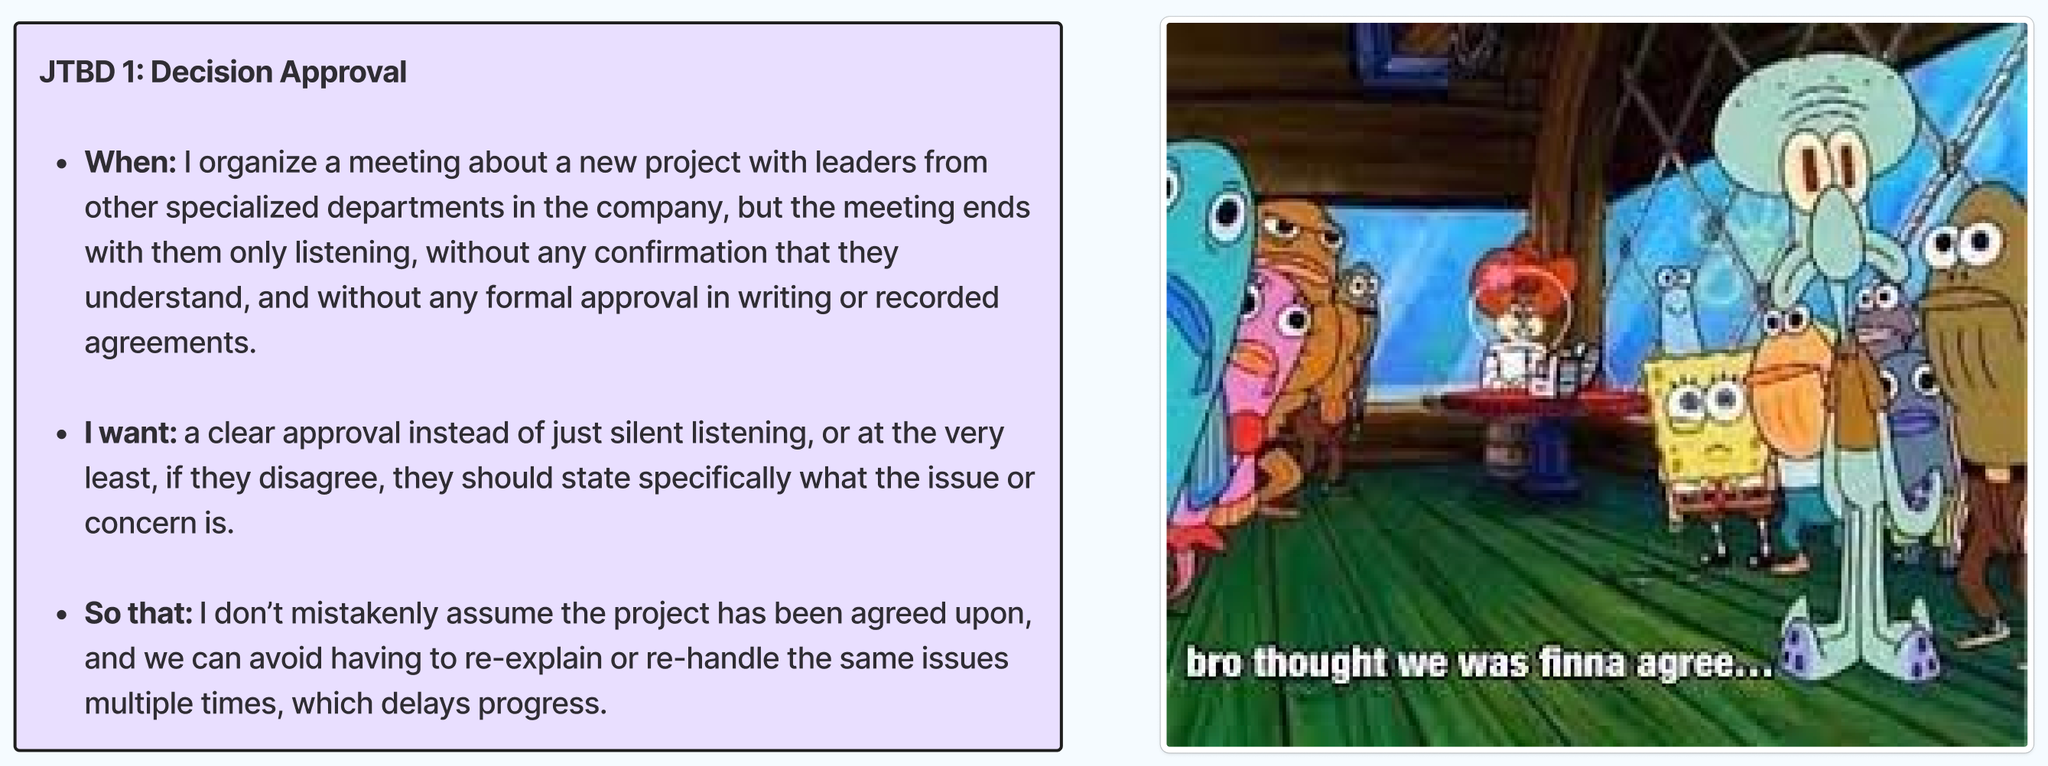 JTBD 1: Decision Approval
• When: I organize a meeting about a new project with leaders from
other specialized departments in the company, but the meeting ends
with them only listening, without any confirmation that they
understand, and without any formal approval in writing or recorded
agreements.
• I want: a clear approval instead of just silent listening, or at the very
least, if they disagree, they should state specifically what the issue or
concern is.
• So that: I don’t mistakenly assume the project has been agreed upon,
and we can avoid having to re-explain or re-handle the same issues
multiple times, which delays progress.
bro thought we was finna agree...